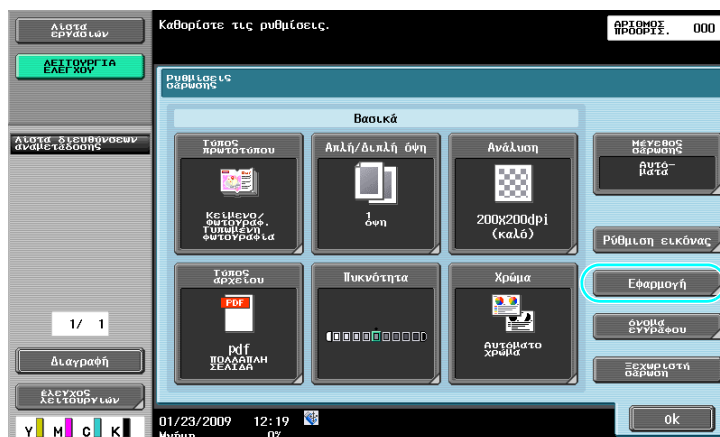 Λίστα
εργασιών
Καθορίστε τις ρυθμίσεις.
ΑΡΙΘΜΟΣ
ΠΡΟΟΡΙΣ.
000
ΛΕΙΤΟΥΡΓΙΑ
ΕΛΕΓΧΟΥ
Ρυθμίσεις
σάρωσης
Λίστα διευθύνσεων
αναμετάδοσης
Βασικά
Τύπος
πρωτοτύπου
Κείμενο/
φωτογραφ.
Τυπωμένη
φωτογραφία
Απλή/Διπλή όψη
1
όψη
Ανάλυση
200X200dpi
(καλό)
Μέγεθος
σάρωσης
Αυτό-
ματα
Ρύθμιση εικόνας
Τύπος
αρχείου
PDF
pdf
ΠΟΛΛΑΠΛΗ
ΣΕΛΙΔΑ
Πυκνότητα
Χρώμα
Αυτόματο
χρώμα
Εφαρμογή
όνομα
εγγράφου
Ξεχωριστή
σάρωση
1/ 1
Διαγραφή
έλεγχος
λειτουργιών
Y M C K
01/23/2009 12:19
Μνήμη 0%
ok